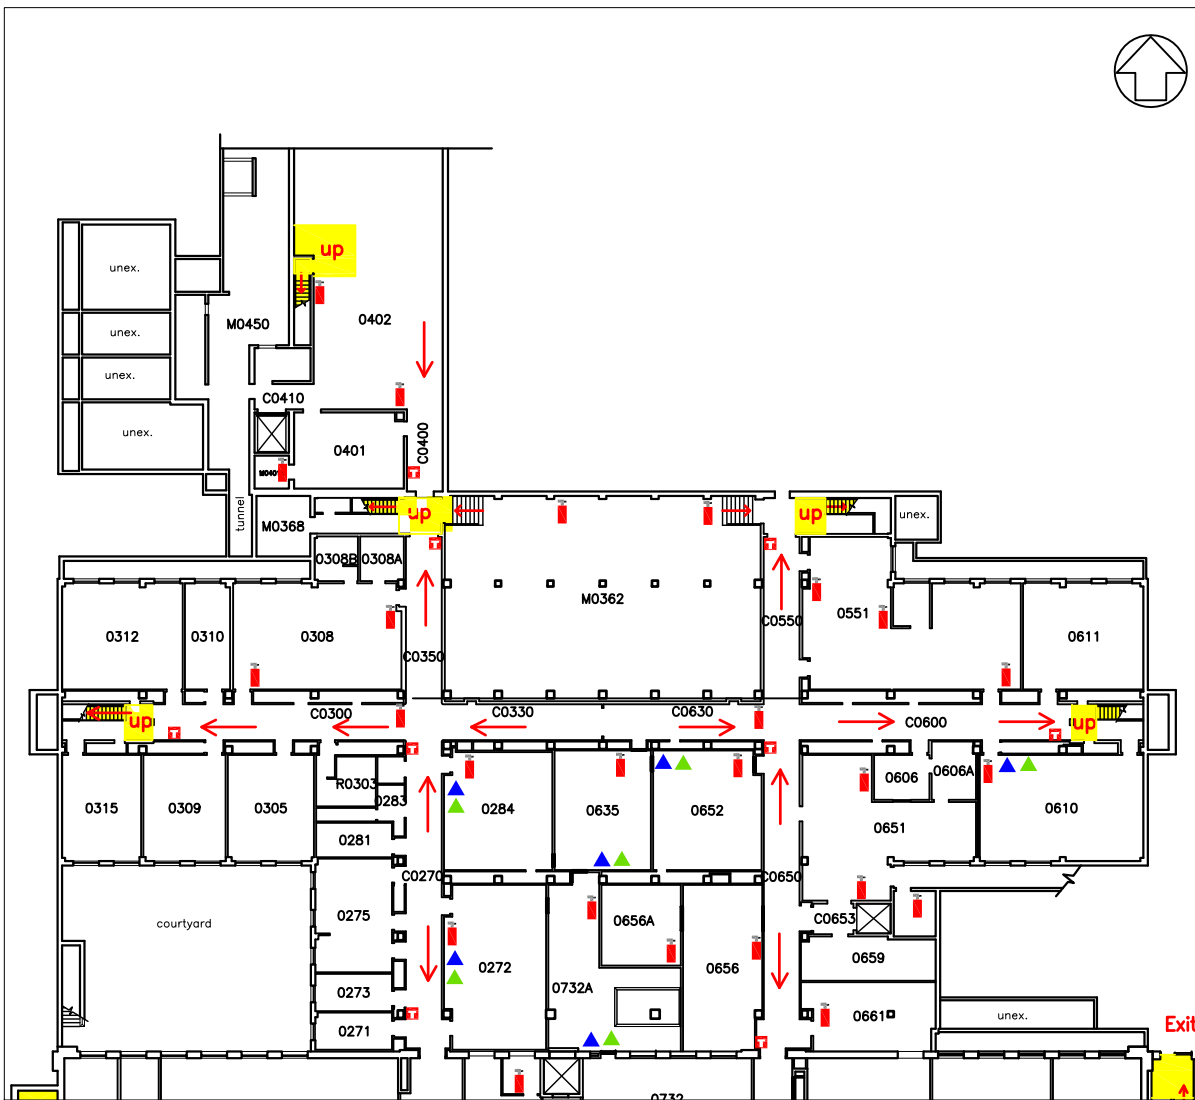 unex.
up
0402
M0450
unex.
unex.
C0410
unex.
C0400
0401
M0401
tunnel
M0368
up
up
unex.
0308B
0308A
M0362
0551
C0550
0312
0310
0308
0611
C0350
C0300
C0330
C0630
C0600
up
up
R0303
0283
0606
0606A
0315
0309
0305
0284
0635
0652
0610
0651
0281
C0270
C0650
0275
courtyard
0656A
C0653
0272
0656
0659
0273
0732A
0271
0661
unex.
Exit
0732